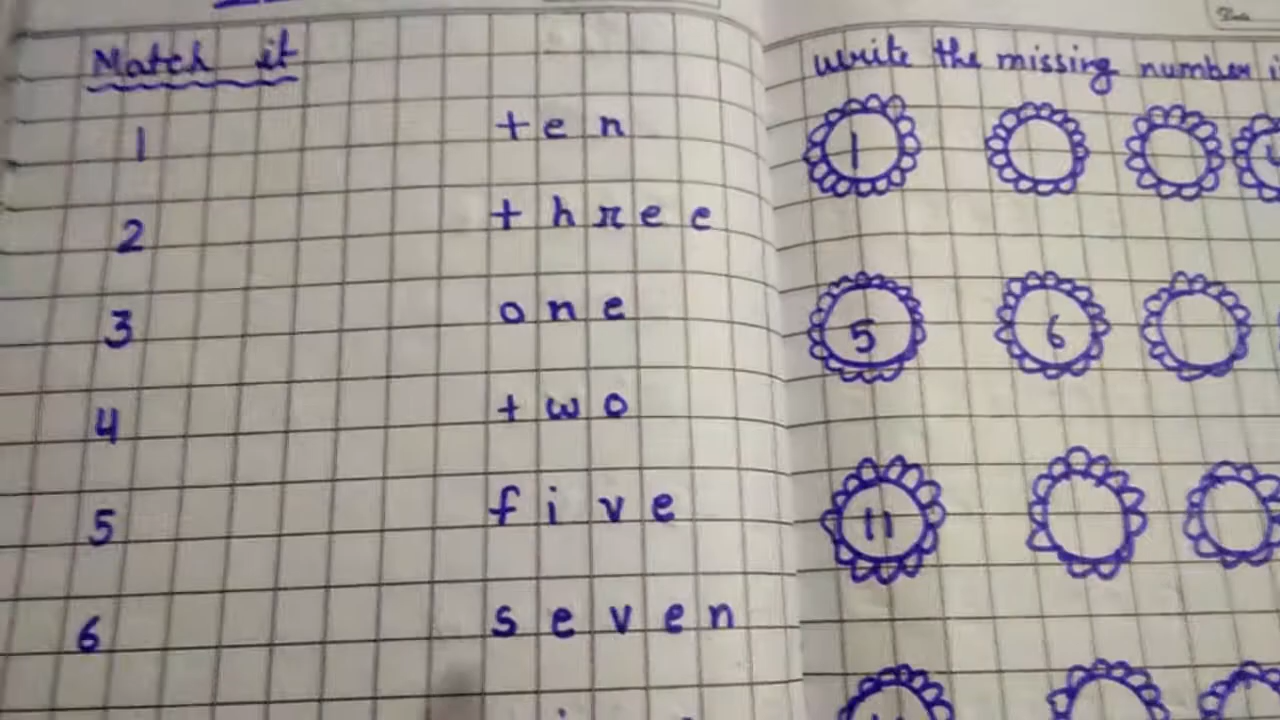 Match it
1 ten
2 three
3 one
4 two
5 five
6 seven
write the missing number
1
5 6
11